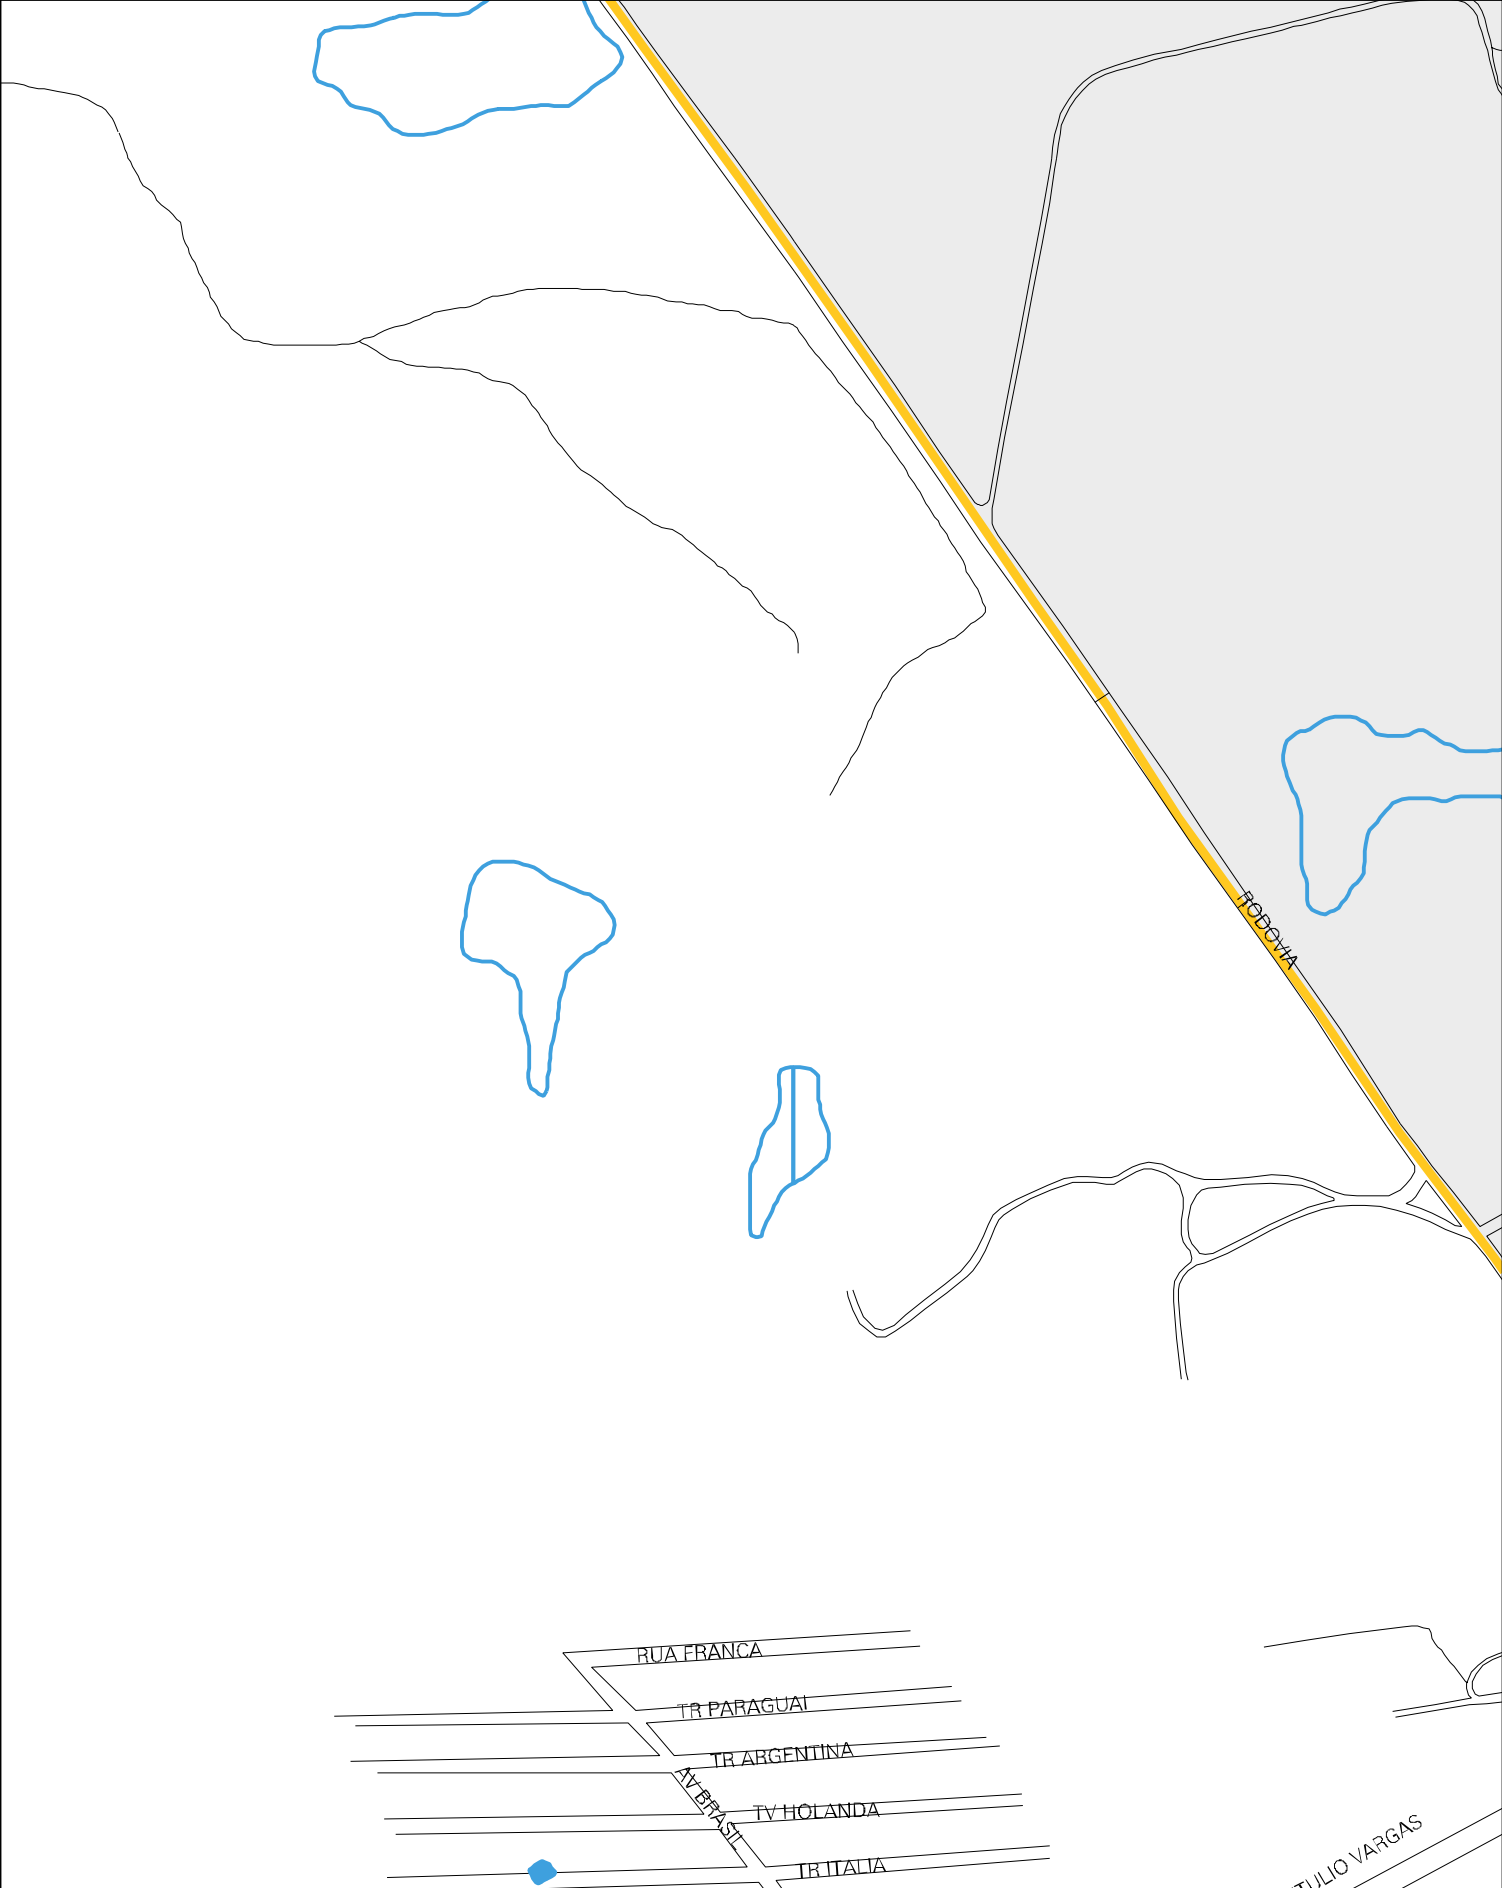 RODOVIA
RUA FRANCA
TR PARAGUAI
TR ARGENTINA
AV BRASIL
TV HOLANDA
TR ITALIA
TULIO VARGAS